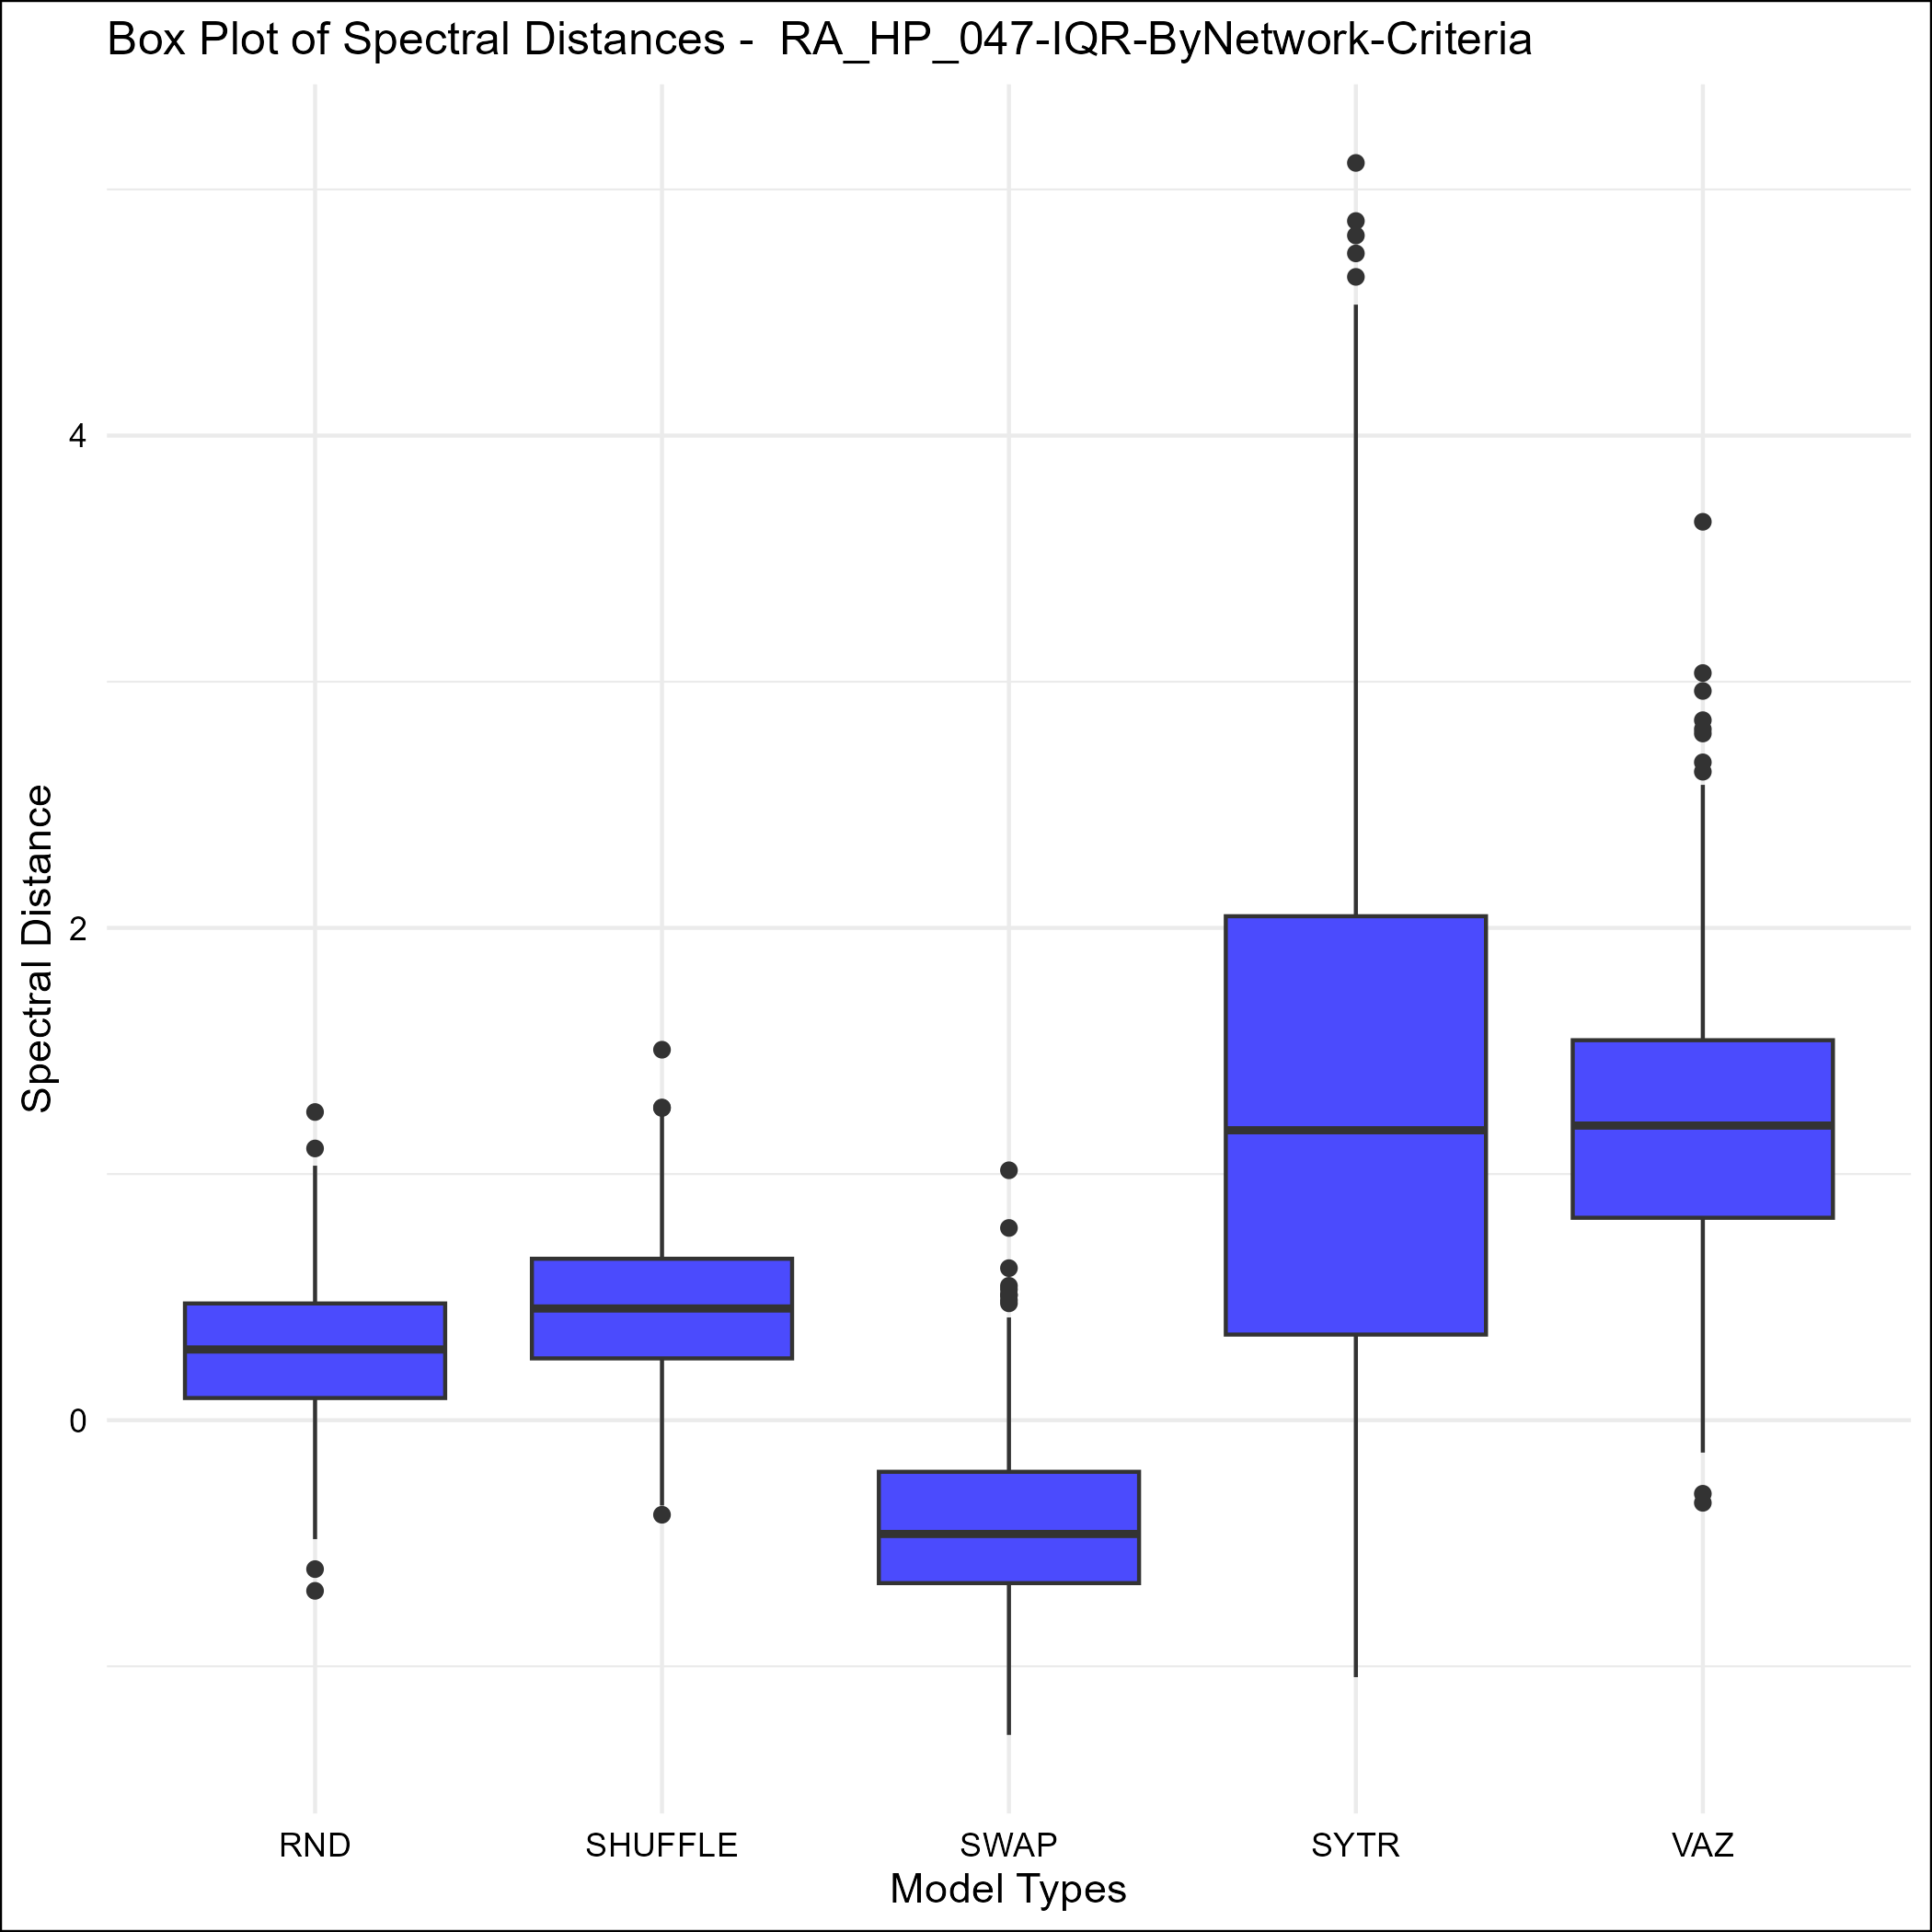 Box Plot of Spectral Distances -  RA_HP_047-IQR-ByNetwork-Criteria
Spectral Distance
4
2
0
RND SHUFFLE SWAP SYTR VAZ
Model Types